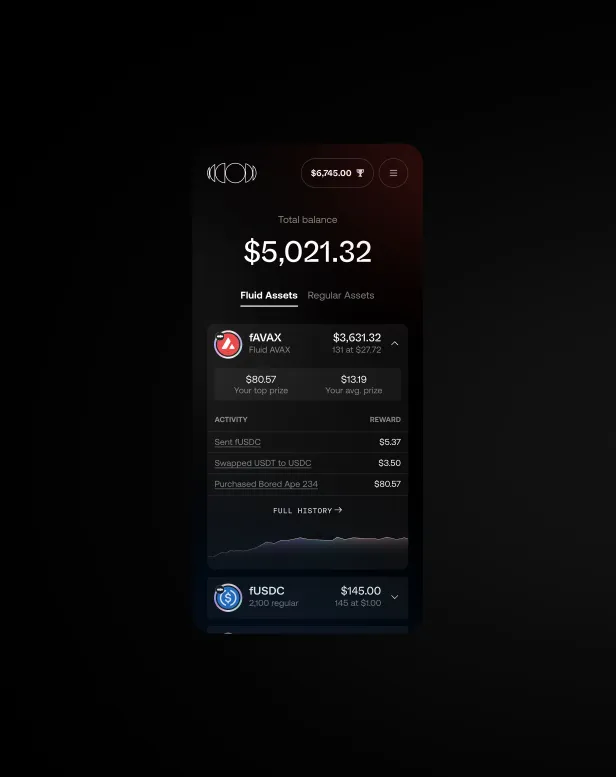 $6,745.00
Total balance
$5,021.32
Fluid Assets Regular Assets
fAVAX $3,631.32
Fluid AVAX 131 at $27.72
$80.57 $13.19
Your top prize Your avg. prize
ACTIVITY REWARD
Sent fUSDC $5.37
Swapped USDT to USDC $3.50
Purchased Bored Ape 234 $80.57
FULL HISTORY→
fUSDC $145.00
2,100 regular 145 at $1.00